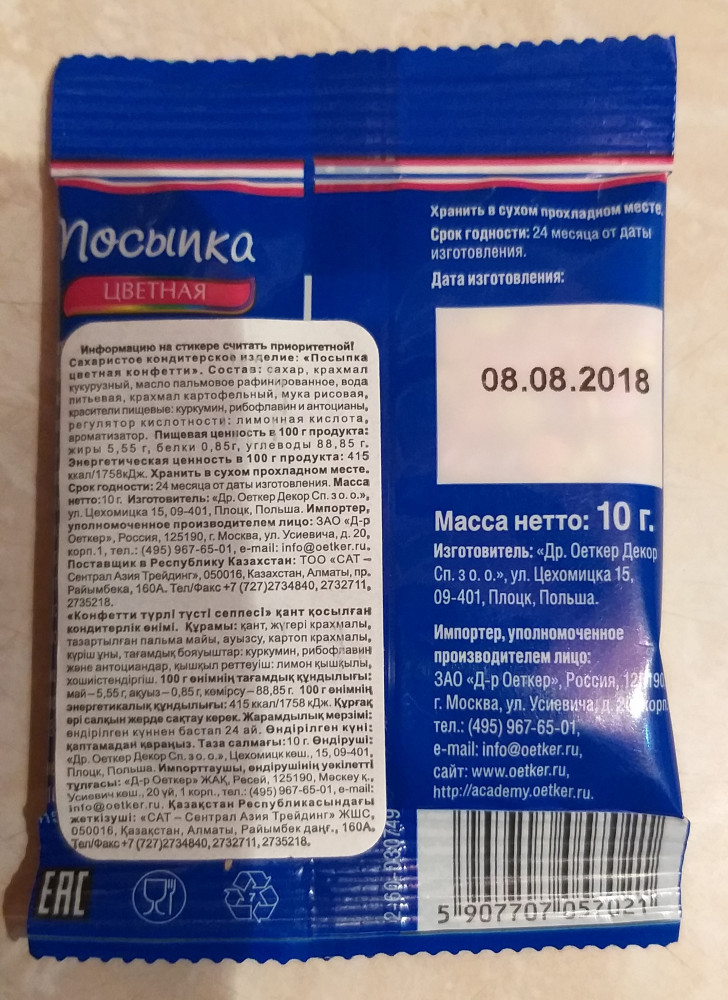 Посыпка
ЦВЕТНАЯ
Информацию на стикере считать приоритетной!
Сахаристое кондитерское изделие: «Посыпка
цветная конфетти». Состав: сахар, крахмал
кукурузный, масло пальмовое рафинированное, вода
питьевая, крахмал картофельный, мука рисовая,
красители пищевые: куркумин, рибофлавин и антоцианы,
регулятор кислотности: лимонная кислота,
ароматизатор. Пищевая ценность в 100 г продукта:
жиры 5,55 г, белки 0,85г, углеводы 88,85 г.
Энергетическая ценность в 100 г продукта: 415
ккал/1758кДж. Хранить в сухом прохладном месте.
Срок годности: 24 месяца от даты изготовления. Масса
нетто:10 г. Изготовитель: «Др. Оеткер Декор Сп. з о. о.»,
ул. Цехомицка 15, 09-401, Плоцк, Польша. Импортер,
уполномоченное производителем лицо: ЗАО «Д-р
Оеткер», Россия, 125190, г. Москва, ул. Усиевича, д. 20,
корп.1, тел.: (495) 967-65-01, e-mail: info@oetker.ru.
Поставщик в Республику Казахстан: ТОО «САТ –
Сентрал Азия Трейдинг», 050016, Казахстан, Алматы, пр.
Райымбека, 160А. Тел/Факс +7 (727)2734840, 2732711,
2735218.
«Конфетти түрлі түсті сеппесі» қант қосылған
кондитерлік өнімі. Құрамы: қант, жүгері крахмалы,
тазартылған пальма майы, ауызсу, картоп крахмалы,
күріш ұны, тағамдық бояуыштар: куркумин, рибофлавин
және антоциандар, қышқыл реттеуіш: лимон қышқылы,
хошиістендіргіш. 100 г өнімнің тағамдық құндылығы:
май – 5,55 г, ақуыз – 0,85 г, көмірсу – 88,85 г. 100 г өнімнің
энергетикалық құндылығы: 415 ккал/1758 кДж. Құрғақ
әрі салқын жерде сақтау керек. Жарамдылық мерзімі:
өндірілген күннен бастап 24 ай. Өндірілген күні:
қаптамадан қараңыз. Таза салмағы: 10 г. Өндіруші:
«Др. Оеткер Декор Сп. з о. о.», Цехомицк көш., 15, 09-401,
Плоцк, Польша. Импорттаушы, өндірушінің уәкілетті
тұлғасы: «Д-р Оеткер» ЖАҚ, Ресей, 125190, Мәскеу қ.,
Усиевич көш., 20 үй, 1 корп., тел.: (495) 967-65-01, e-mail:
info@oetker.ru. Қазақстан Республикасындағы
жеткізуші: «САТ – Сентрал Азия Трейдинг» ЖШС,
050016, Қазақстан, Алматы, Райымбек даңғ., 160А.
Тел/Факс +7 (727)2734840, 2732711, 2735218.
EAC
7
Хранить в сухом прохладном месте.
Срок годности: 24 месяца от даты
изготовления.
Дата изготовления:
08.08.2018
Масса нетто: 10 г.
Изготовитель: «Др. Оеткер Декор
Сп. з о. о.», ул. Цехомицка 15,
09-401, Плоцк, Польша.
Импортер, уполномоченное
производителем лицо:
ЗАО «Д-р Оеткер», Россия, 125190
г. Москва, ул. Усиевича, д. 20, корп
тел.: (495) 967-65-01,
e-mail: info@oetker.ru,
сайт: www.oetker.ru,
http://academy.oetker.ru.
5 907707 057021